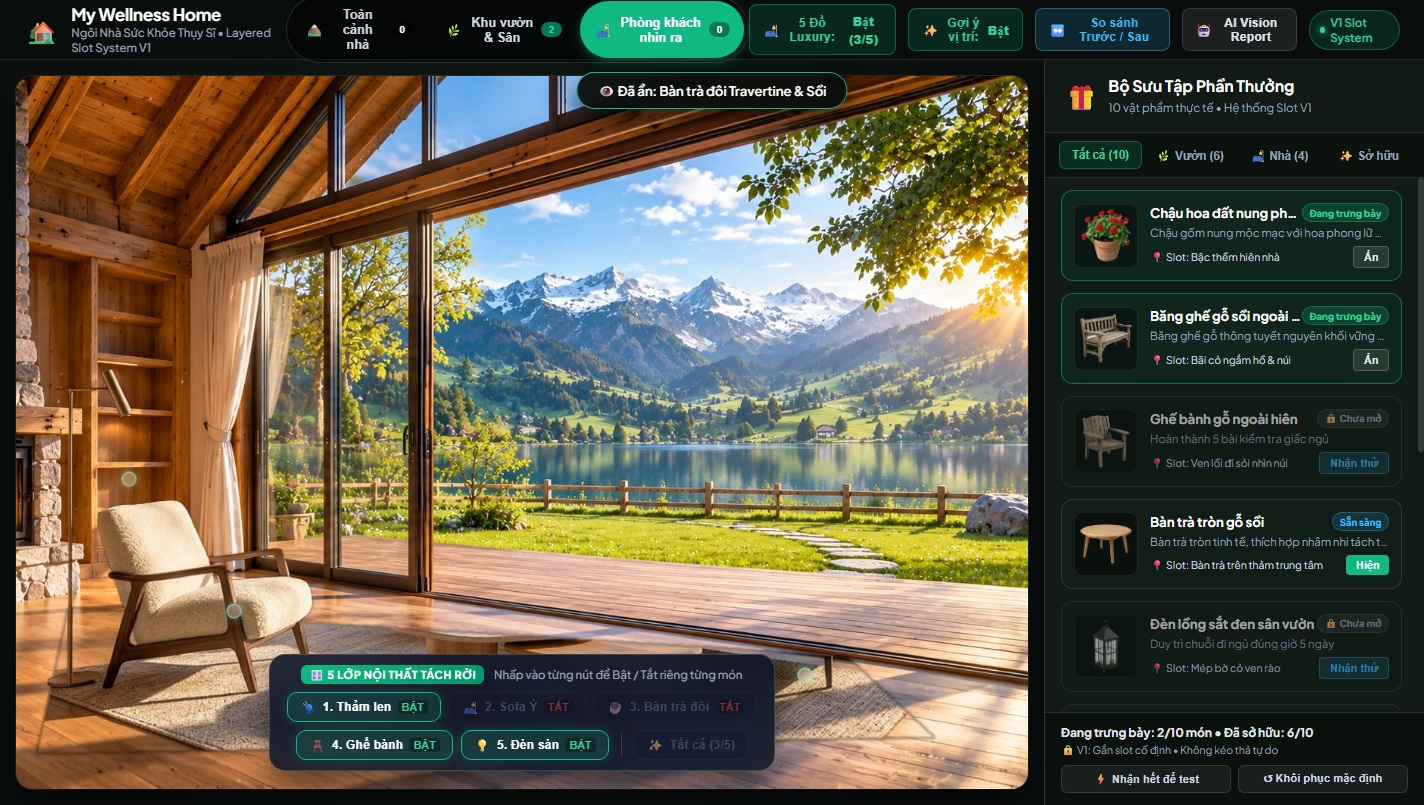 My Wellness Home
Ngôi Nhà Sức Khỏe Thụy Sĩ • Layered
Slot System V1
Toàn
cảnh
nhà
0
Khu vườn
& Sân
2
Phòng khách
nhìn ra
0
5 Đồ
Luxury:
Bật
(3/5)
Gợi ý
vị trí:
Bật
So sánh
Trước / Sau
AI Vision
Report
V1 Slot
System
Đã ẩn: Bàn trà đôi Travertine & Sồi
5 LỚP NỘI THẤT TÁCH RỜI
Nhấp vào từng nút để Bật / Tắt riêng từng món
1. Thảm len BẬT
2. Sofa Ý TẮT
3. Bàn trà đôi TẮT
4. Ghế bành BẬT
5. Đèn sàn BẬT
Tất cả (3/5)
Bộ Sưu Tập Phần Thưởng
10 vật phẩm thực tế • Hệ thống Slot V1
Tất cả (10)
Vườn (6)
Nhà (4)
Sở hữu
Chậu hoa đất nung ph... Đang trưng bày
Chậu gốm nung mộc mạc với hoa phong lữ ...
Slot: Bậc thềm hiên nhà
Ẩn
Băng ghế gỗ sồi ngoài ... Đang trưng bày
Băng ghế gỗ thông tuyết nguyên khối vững ...
Slot: Bãi cỏ ngắm hồ & núi
Ẩn
Ghế bành gỗ ngoài hiên
Chưa mở
Hoàn thành 5 bài kiểm tra giấc ngủ
Slot: Ven lối đi sỏi nhìn núi
Nhận thử
Bàn trà tròn gỗ sồi
Sẵn sàng
Bàn trà tròn tinh tế, thích hợp nhâm nhi tách t...
Slot: Bàn trà trên thảm trung tâm
Hiện
Đèn lồng sắt đen sân vườn
Chưa mở
Duy trì chuỗi đi ngủ đúng giờ 5 ngày
Slot: Mép bờ cỏ ven rào
Nhận thử
Đang trưng bày: 2/10 món • Đã sở hữu: 6/10
V1: Gắn slot cố định • Không kéo thả tự do
Nhận hết để test
↺ Khôi phục mặc định